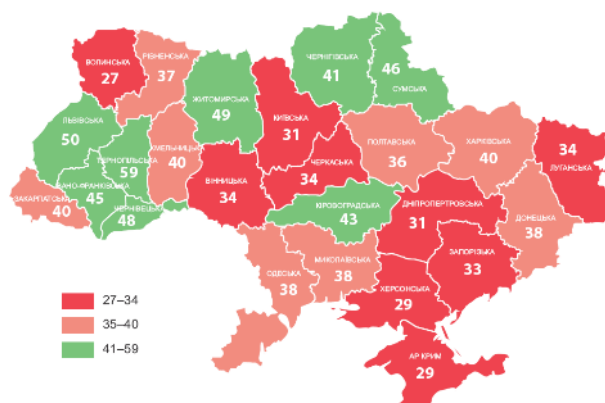 ВОЛИНСЬКА
27
РІВНЕНСЬКА
37
ЖИТОМИРСЬКА
49
КИЇВСЬКА
31
ЧЕРНІГІВСЬКА
41
46
СУМСЬКА
ЛЬВІВСЬКА
50
ТЕРНОПІЛЬСЬКА
59
ХМЕЛЬНИЦЬКА
40
ІВАНО-ФРАНКІВСЬКА
45
ЗАКАРПАТСЬКА
40
ЧЕРНІВЕЦЬКА
48
ВІННИЦЬКА
34
ЧЕРКАСЬКА
34
ПОЛТАВСЬКА
36
ХАРКІВСЬКА
40
34
ЛУГАНСЬКА
КІРОВОГРАДСЬКА
43
ДНІПРОПЕРТРОВСЬКА
31
ДОНЕЦЬКА
38
ОДЕСЬКА
38
МИКОЛАЇВСЬКА
38
ЗАПОРІЗЬКА
33
ХЕРСОНСЬКА
29
АР КРИМ
29
27–34
35–40
41–59